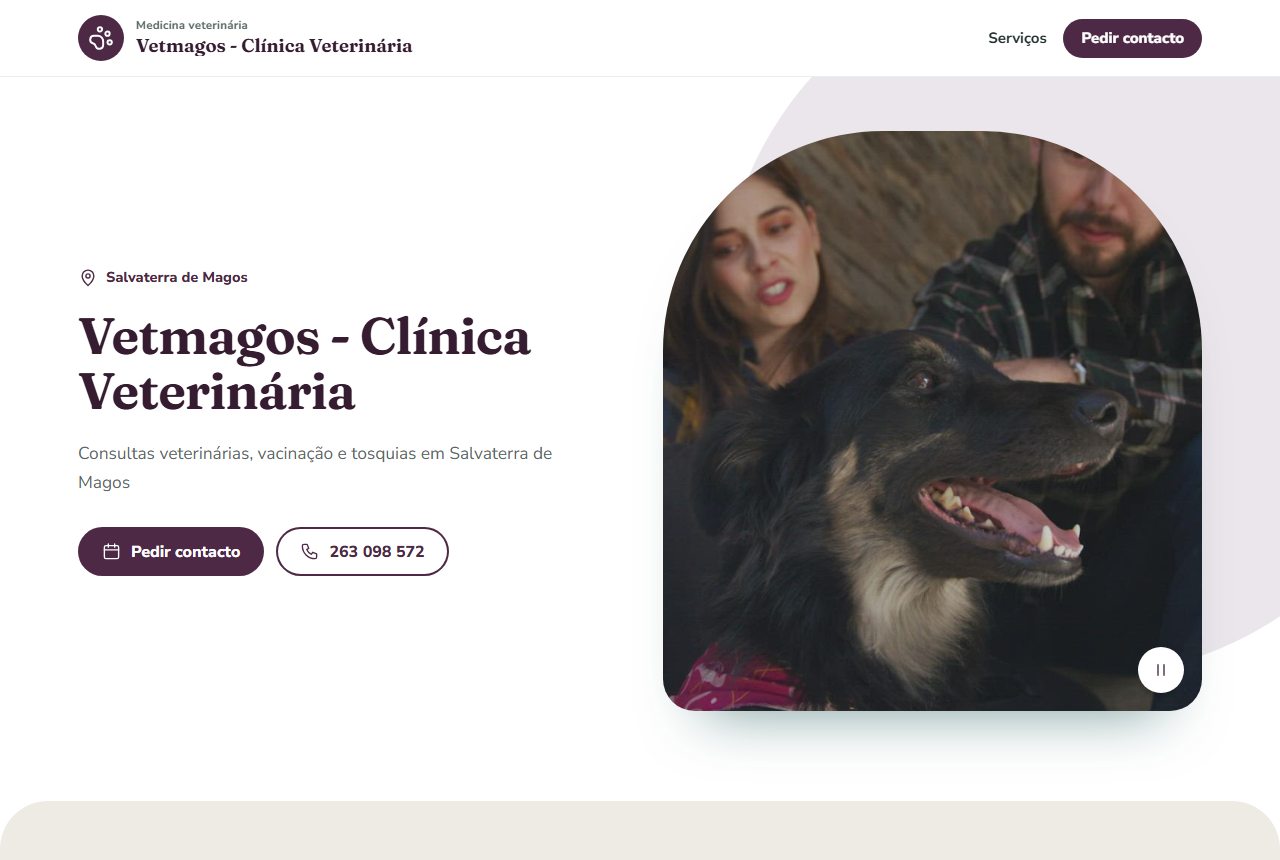 Medicina veterinária
Vetmagos - Clínica Veterinária
Serviços
Pedir contacto
Salvaterra de Magos
Vetmagos - Clínica
Veterinária
Consultas veterinárias, vacinação e tosquias em Salvaterra de
Magos
Pedir contacto
263 098 572